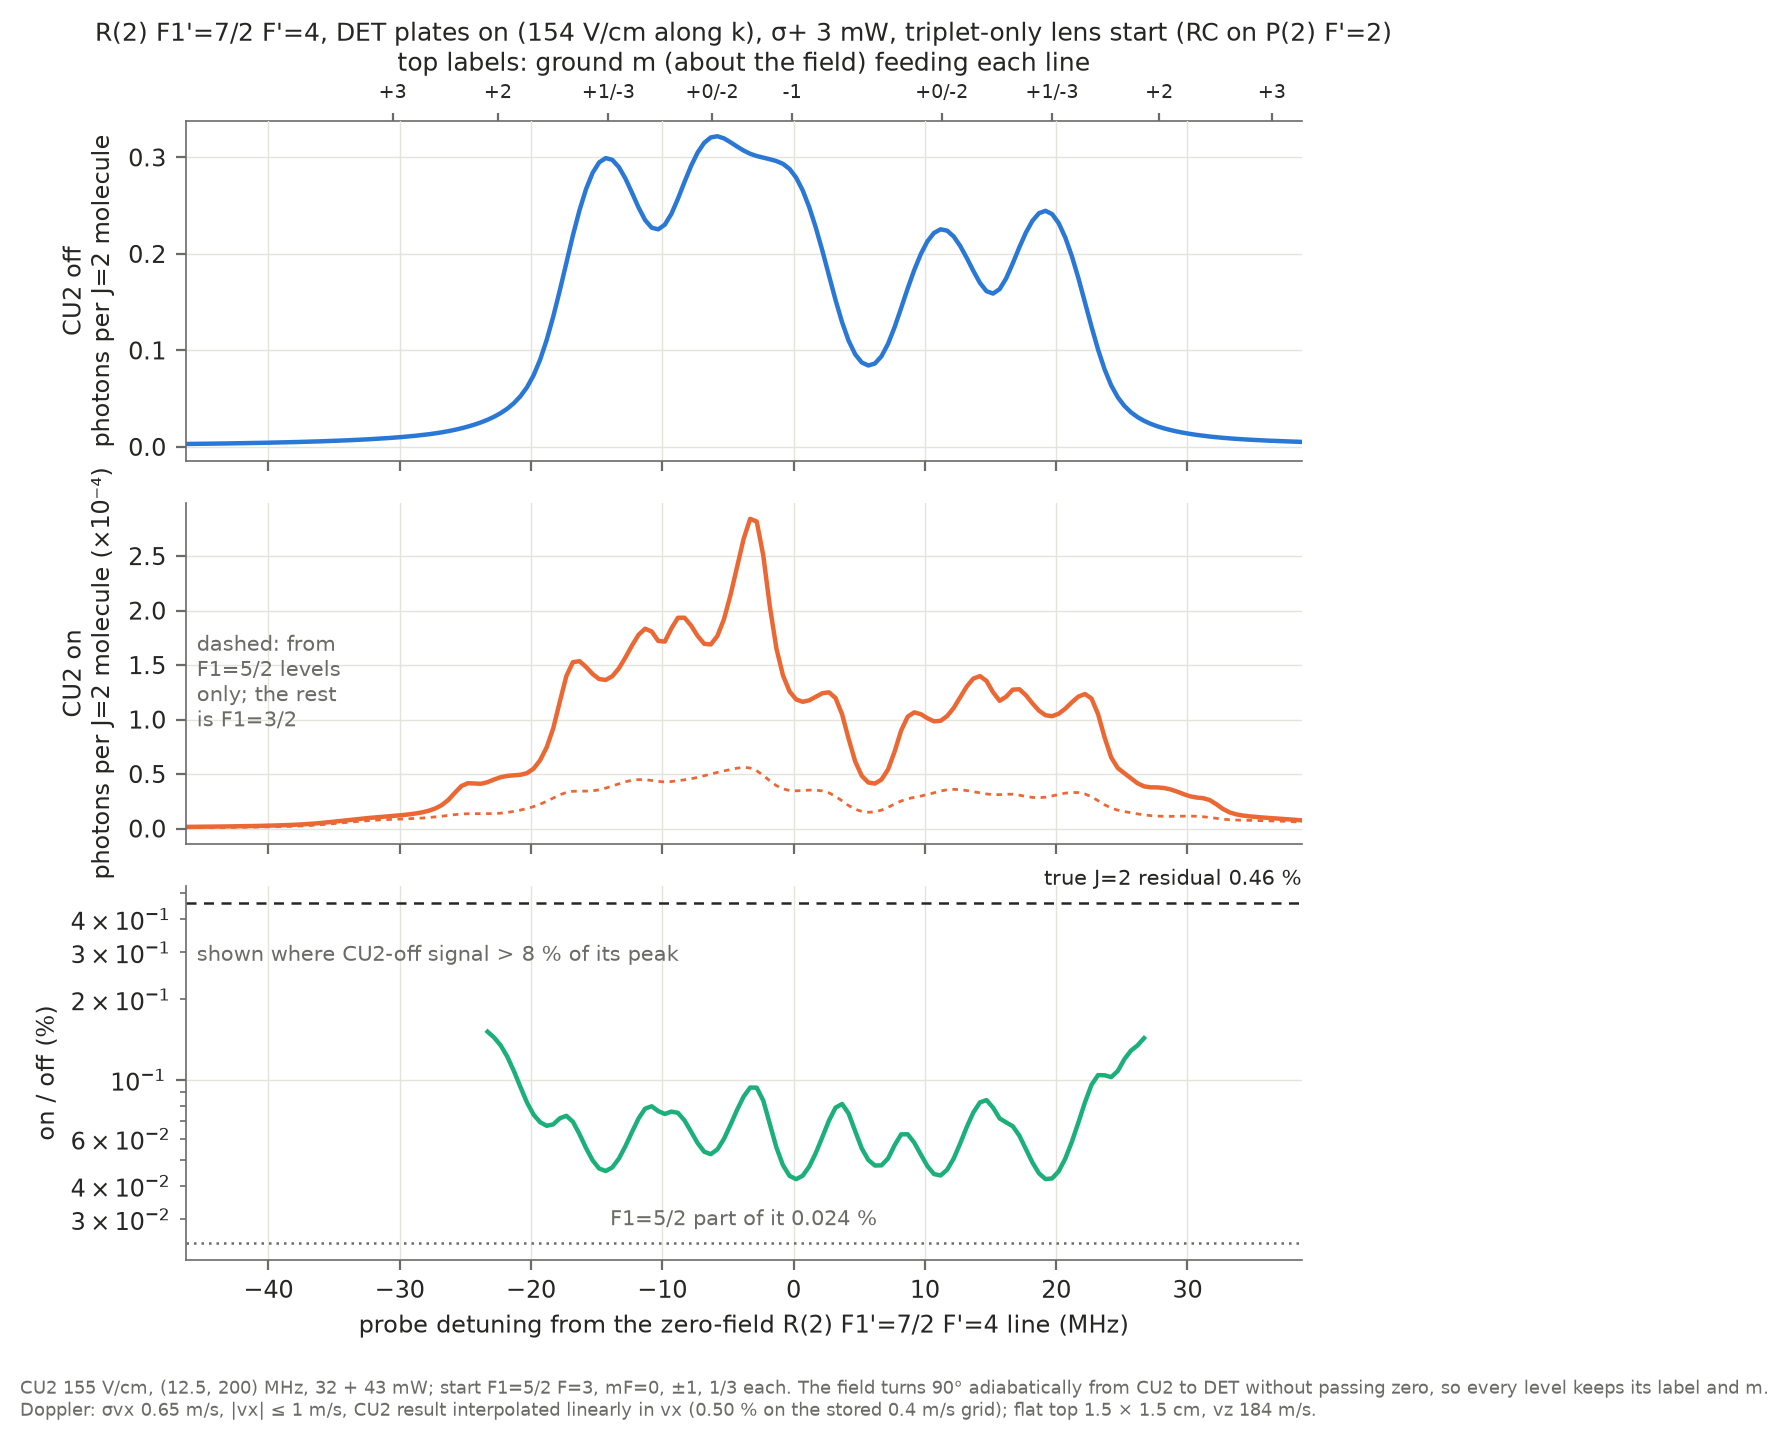 R(2) F1'=7/2 F'=4, DET plates on (154 V/cm along k), σ+ 3 mW, triplet-only lens start (RC on P(2) F'=2)
top labels: ground m (about the field) feeding each line
+3 +2 +1/-3 +0/-2 -1 +0/-2 +1/-3 +2 +3
CU2 off
photons per J=2 molecule
0.3
0.2
0.1
0.0
CU2 on
photons per J=2 molecule (×10⁻⁴)
2.5
2.0
1.5
1.0
0.5
0.0
dashed: from
F1=5/2 levels
only; the rest
is F1=3/2
true J=2 residual 0.46 %
on / off (%)
4 × 10⁻¹
3 × 10⁻¹
2 × 10⁻¹
10⁻¹
6 × 10⁻²
4 × 10⁻²
3 × 10⁻²
shown where CU2-off signal > 8 % of its peak
F1=5/2 part of it 0.024 %
−40 −30 −20 −10 0 10 20 30
probe detuning from the zero-field R(2) F1'=7/2 F'=4 line (MHz)
CU2 155 V/cm, (12.5, 200) MHz, 32 + 43 mW; start F1=5/2 F=3, mF=0, ±1, 1/3 each. The field turns 90° adiabatically from CU2 to DET without passing zero, so every level keeps its label and m.
Doppler: σvx 0.65 m/s, |vx| ≤ 1 m/s, CU2 result interpolated linearly in vx (0.50 % on the stored 0.4 m/s grid); flat top 1.5 × 1.5 cm, vz 184 m/s.